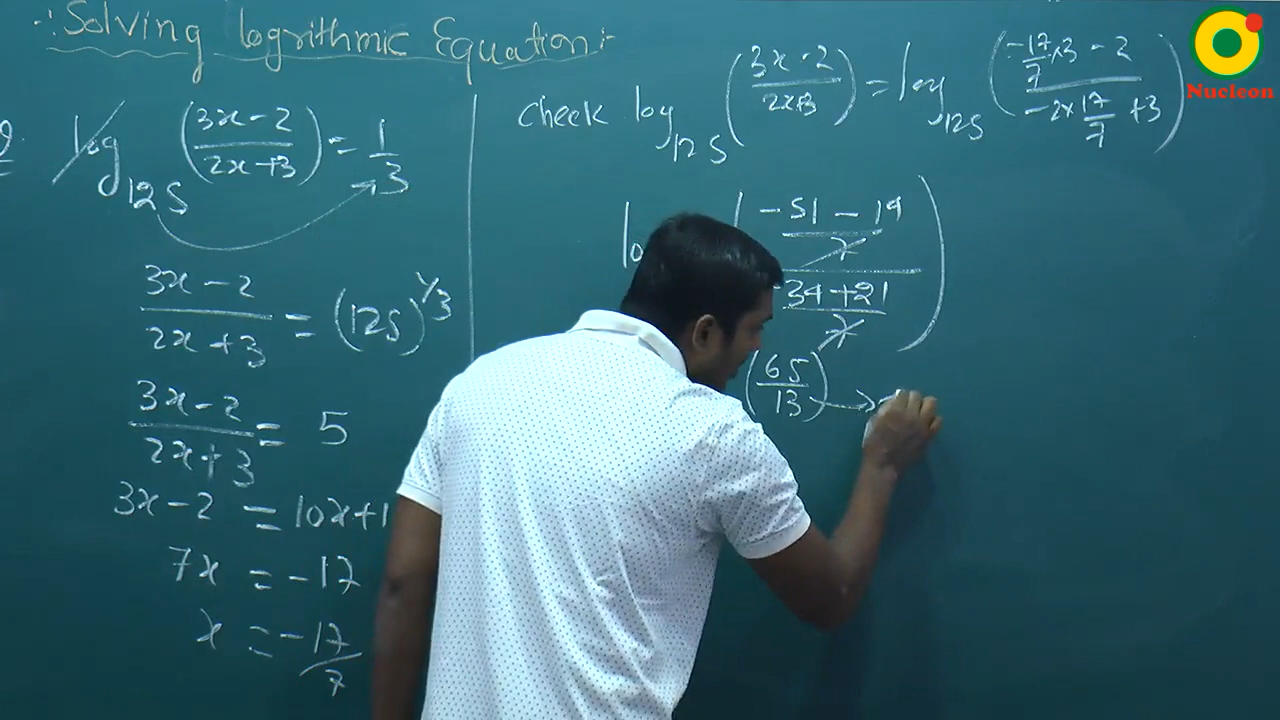 ∴ Solving logrithmic Equation:-
Q log₁₂₅ ((3x-2)/(2x+3)) = 1/3
(3x-2)/(2x+3) = (125)^1/3
(3x-2)/(2x+3) = 5
3x-2 = 10x+1
7x = -17
x = -17/7
check log₁₂₅ ((3x-2)/(2x+3)) = log₁₂₅ ((-17/7×3 - 2)/(-2×17/7 +3))
lo ((-51-14)/7)/((34+21)/7)
(65/13) →
Nucleon